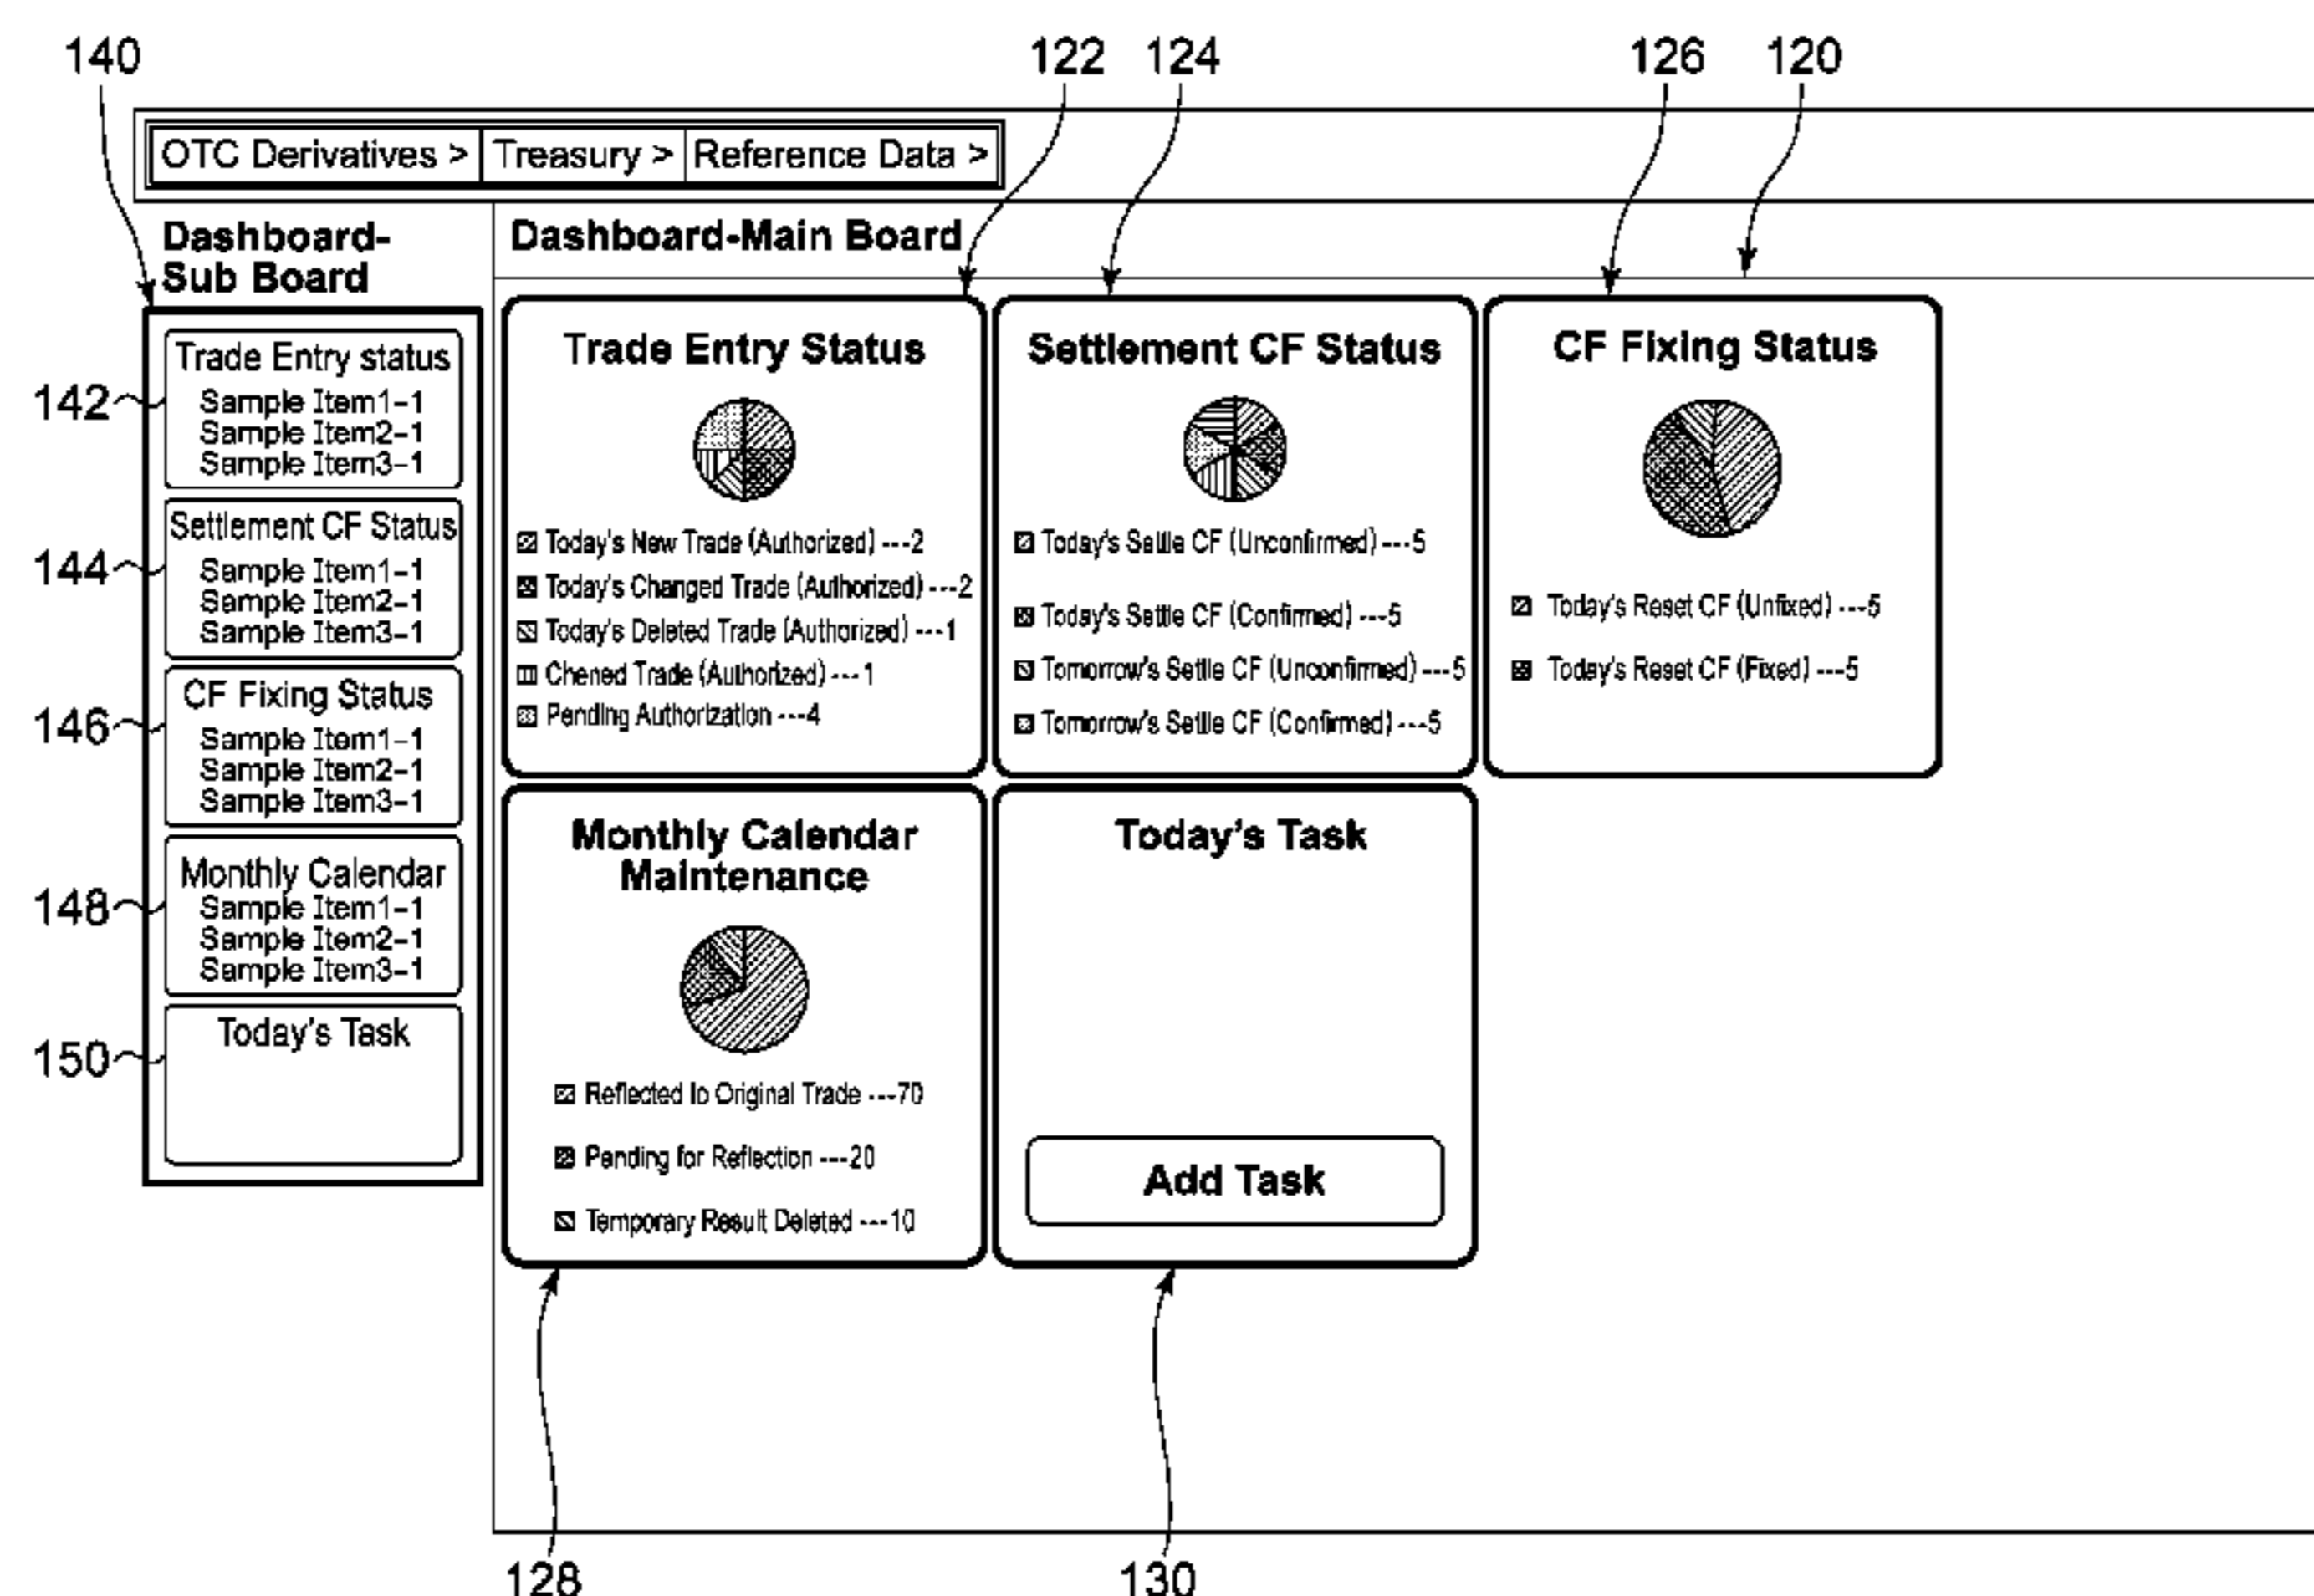 140
122
124
126
120
OTC Derivatives >
Treasury >
Reference Data >
Dashboard-
Sub Board
Dashboard-Main Board
142
Trade Entry status
Sample Item1-1
Sample Item2-1
Sample Item3-1
144
Settlement CF Status
Sample Item1-1
Sample Item2-1
Sample Item3-1
146
CF Fixing Status
Sample Item1-1
Sample Item2-1
Sample Item3-1
148
Monthly Calendar
Sample Item1-1
Sample Item2-1
Sample Item3-1
150
Today's Task
Trade Entry Status
Today's New Trade (Authorized) ---2
Today's Changed Trade (Authorized) ---2
Today's Deleted Trade (Authorized) ---1
Chened Trade (Authorized) ---1
Pending Authorization ---4
Settlement CF Status
Today's Settle CF (Unconfirmed) ---5
Today's Settle CF (Confirmed) ---5
Tomorrow's Settle CF (Unconfirmed) ---5
Tomorrow's Settle CF (Confirmed) ---5
CF Fixing Status
Today's Reset CF (Unfixed) ---5
Today's Reset CF (Fixed) ---5
Monthly Calendar
Maintenance
Reflected to Original Trade ---70
Pending for Reflection ---20
Temporary Result Deleted ---10
Today's Task
Add Task
128
130